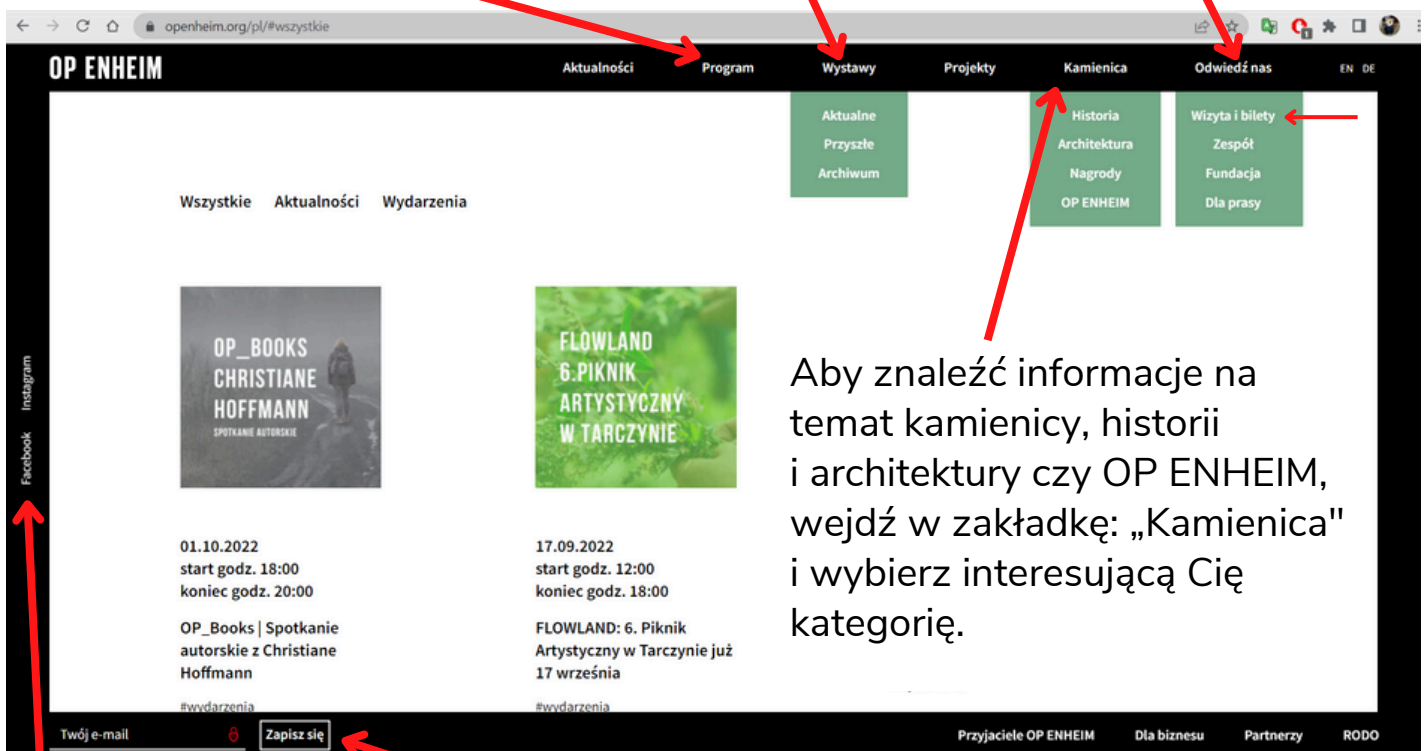 openheim.org/pl/#wszystkie
1
OP ENHEIM
Aktualności Program Wystawy Projekty Kamienica Odwiedź nas EN DE
Aktualne
Przyszłe
Archiwum
Historia
Architektura
Nagrody
OP ENHEIM
Wizyta i bilety
Zespół
Fundacja
Dla prasy
Wszystkie Aktualności Wydarzenia
OP_BOOKS
CHRISTIANE
HOFFMANN
SPOTKANIE AUTORSKIE
FLOWLAND
6.PIKNIK
ARTYSTYCZNY
W TARCZYNIE
Instagram
Facebook
Aby znaleźć informacje na
temat kamienicy, historii
i architektury czy OP ENHEIM,
wejdź w zakładkę: „Kamienica"
i wybierz interesującą Cię
kategorię.
01.10.2022
start godz. 18:00
koniec godz. 20:00
OP_Books | Spotkanie
autorskie z Christiane
Hoffmann
#wydarzenia
17.09.2022
start godz. 12:00
koniec godz. 18:00
FLOWLAND: 6. Piknik
Artystyczny w Tarczynie już
17 września
#wydarzenia
Twój e-mail Zapisz się Przyjaciele OP ENHEIM Dla biznesu Partnerzy RODO